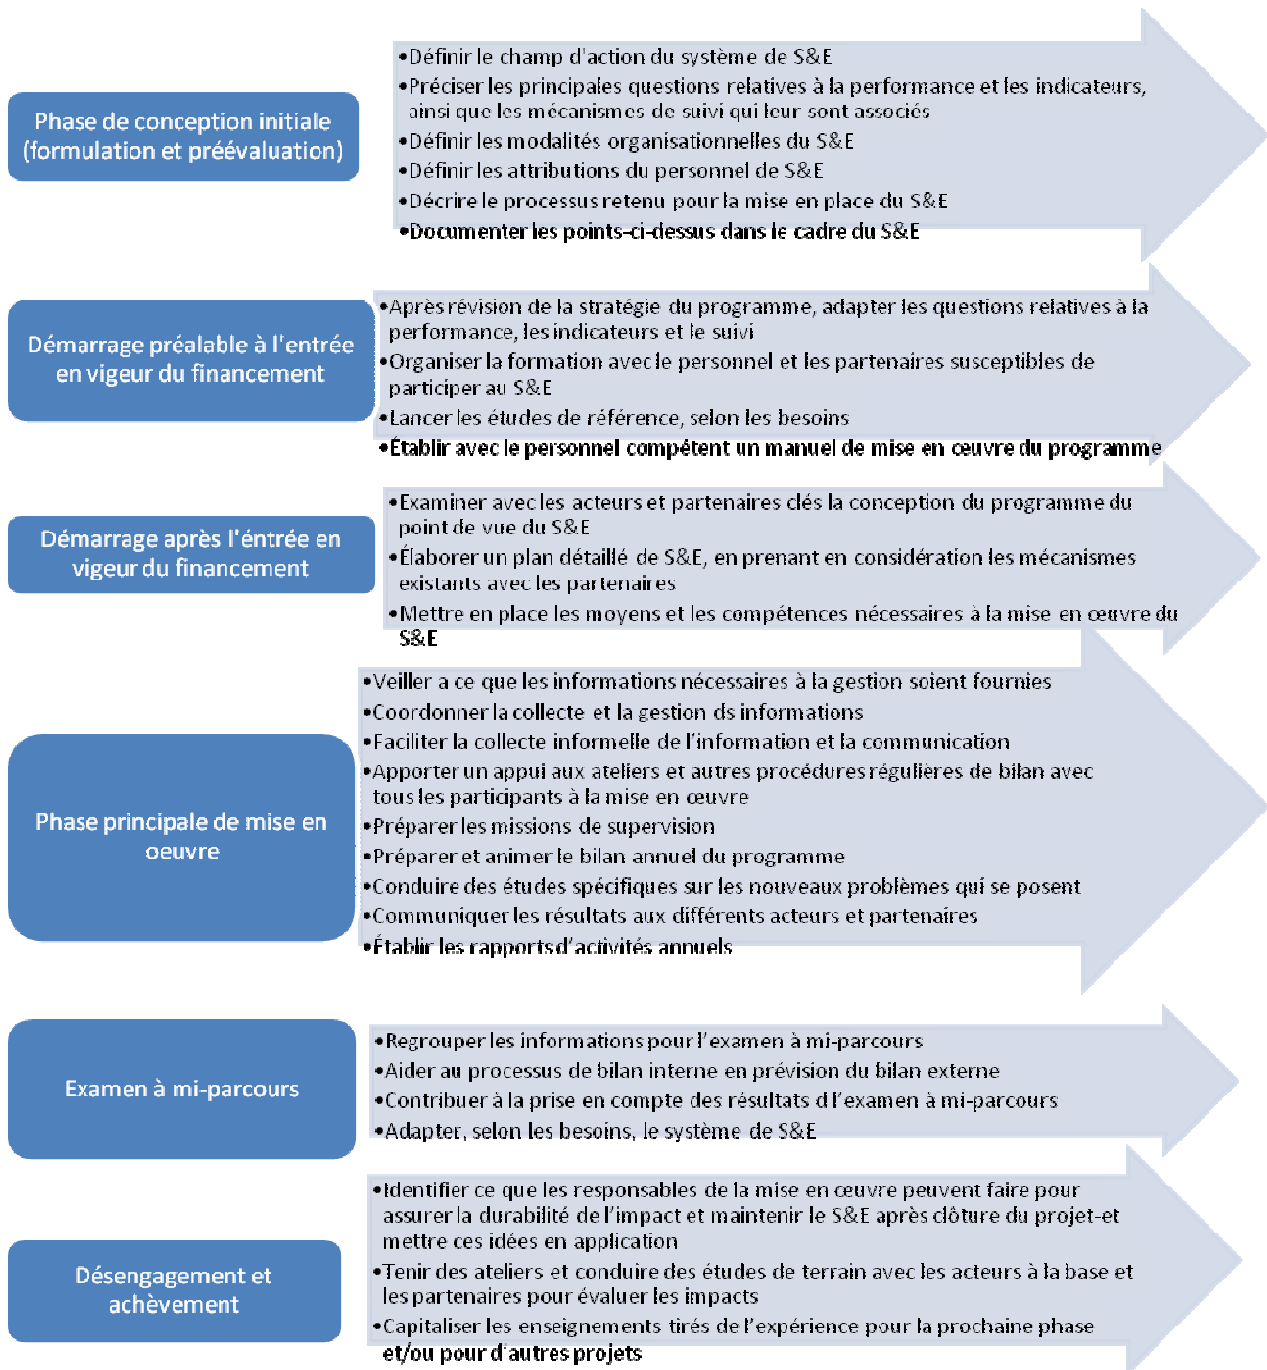 Phase de conception initiale
(formulation et préévaluation)
•Définir le champ d'action du système de S&E
•Préciser les principales questions relatives à la performance et les indicateurs,
ainsi que les mécanismes de suivi qui leur sont associés
•Définir les modalités organisationnelles du S&E
•Définir les attributions du personnel de S&E
•Décrire le processus retenu pour la mise en place du S&E
•Documenter les points-ci-dessus dans le cadre du S&E
Démarrage préalable à l'entrée
en vigeur du financement
•Après révision de la stratégie du programme, adapter les questions relatives à la
performance, les indicateurs et le suivi
•Organiser la formation avec le personnel et les partenaires susceptibles de
participer au S&E
•Lancer les études de référence, selon les besoins
•Établir avec le personnel compétent un manuel de mise en œuvre du programme
Démarrage après l'éntrée en
vigeur du financement
•Examiner avec les acteurs et partenaires clés la conception du programme du
point de vue du S&E
•Élaborer un plan détaillé de S&E, en prenant en considération les mécanismes
existants avec les partenaires
•Mettre en place les moyens et les compétences nécessaires à la mise en œuvre du
S&E
Phase principale de mise en
oeuvre
•Veiller a ce que les informations nécessaires à la gestion soient fournies
•Coordonner la collecte et la gestion ds informations
•Faciliter la collecte informelle de l'information et la communication
•Apporter un appui aux ateliers et autres procédures régulières de bilan avec
tous les participants à la mise en œuvre
•Préparer les missions de supervision
•Préparer et animer le bilan annuel du programme
•Conduire des études spécifiques sur les nouveaux problèmes qui se posent
•Communiquer les résultats aux différents acteurs et partenaires
•Établir les rapports d'activités annuels
Examen à mi-parcours
•Regrouper les informations pour l'examen à mi-parcours
•Aider au processus de bilan interne en prévision du bilan externe
•Contribuer à la prise en compte des résultats d l'examen à mi-parcours
•Adapter, selon les besoins, le système de S&E
Désengagement et
achèvement
•Identifier ce que les responsables de la mise en œuvre peuvent faire pour
assurer la durabilité de l'impact et maintenir le S&E après clôture du projet-et
mettre ces idées en application
•Tenir des ateliers et conduire des études de terrain avec les acteurs à la base et
les partenaires pour évaluer les impacts
•Capitaliser les enseignements tirés de l'expérience pour la prochaine phase
et/ou pour d'autres projets